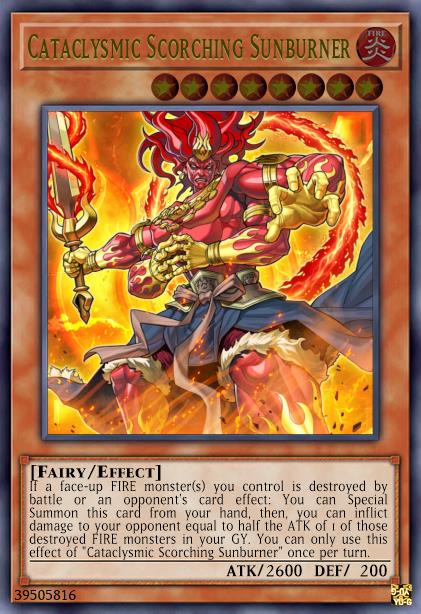 Cataclysmic Scorching Sunburner
FIRE
炎
[Fairy/Effect]
If a face-up FIRE monster(s) you control is destroyed by
battle or an opponent's card effect: You can Special
Summon this card from your hand, then, you can inflict
damage to your opponent equal to half the ATK of 1 of those
destroyed FIRE monsters in your GY. You can only use this
effect of "Cataclysmic Scorching Sunburner" once per turn.
ATK/2600 DEF/ 200
39505816